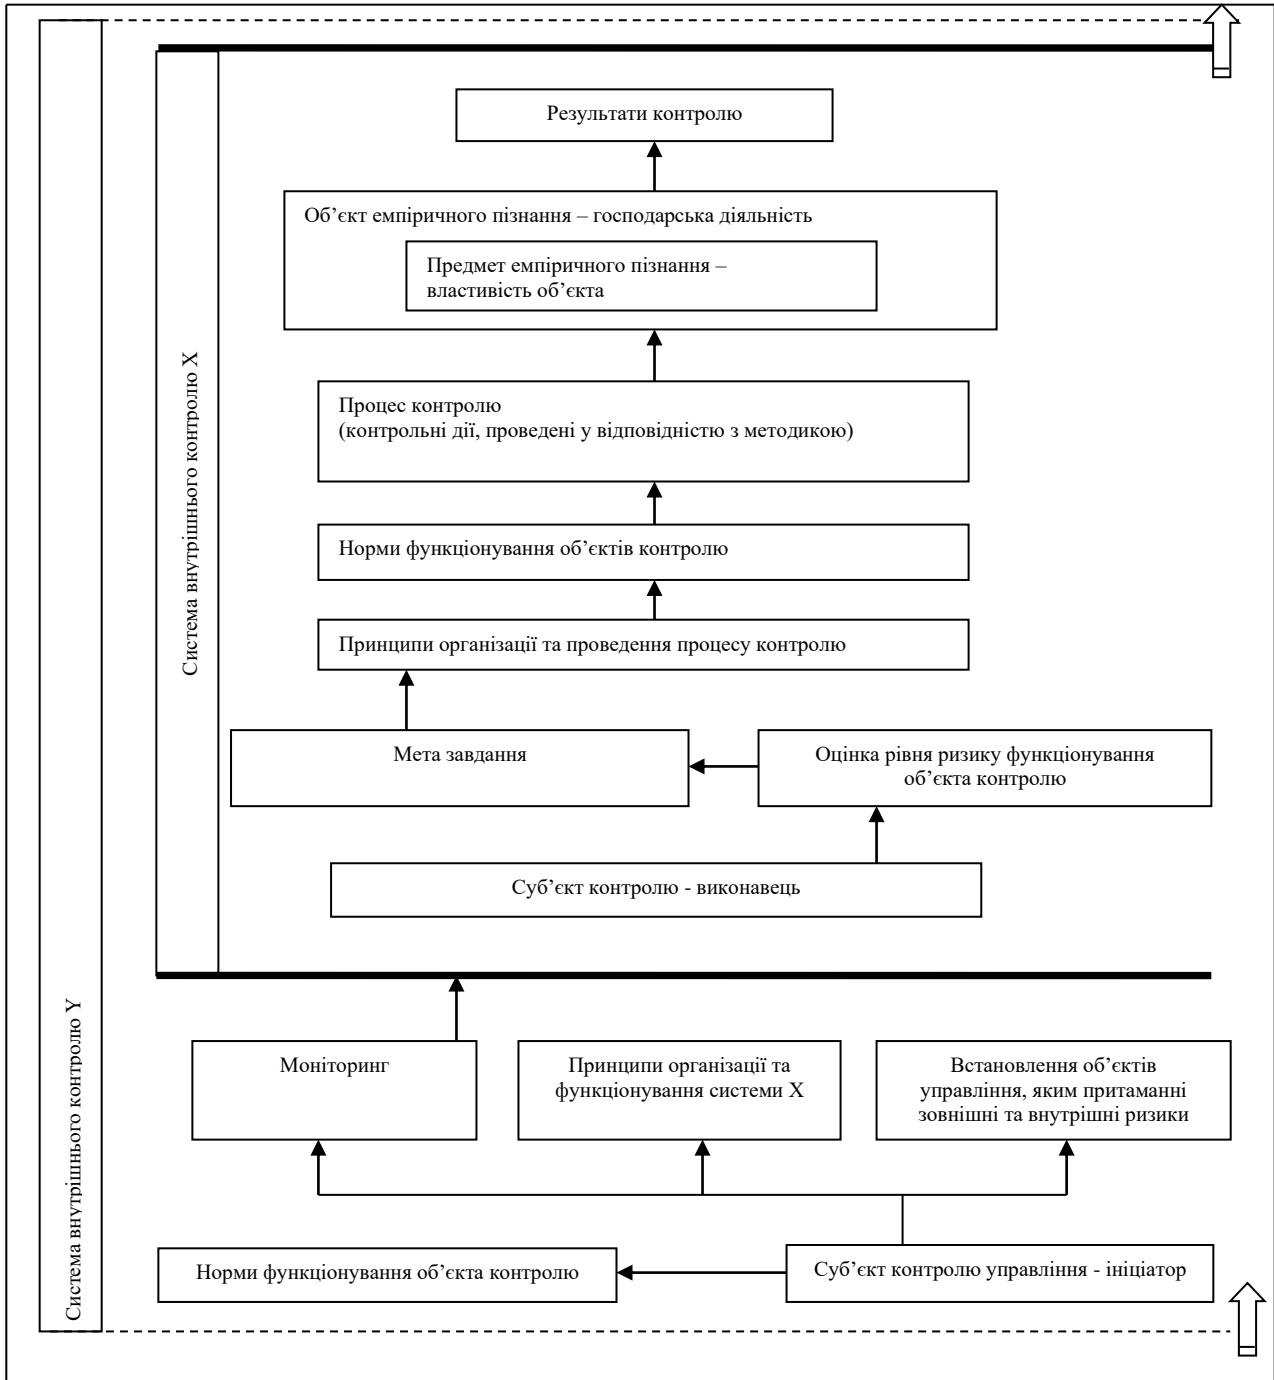 Результати контролю
Об’єкт емпіричного пізнання – господарська діяльність
Предмет емпіричного пізнання –
властивість об’єкта
Процес контролю
(контрольні дії, проведені у відповідністю з методикою)
Норми функціонування об’єктів контролю
Принципи організації та проведення процесу контролю
Мета завдання
Оцінка рівня ризику функціонування
об’єкта контролю
Суб’єкт контролю - виконавець
Система внутрішнього контролю X
Моніторинг
Принципи організації та
функціонування системи X
Встановлення об’єктів
управління, яким притаманні
зовнішні та внутрішні ризики
Норми функціонування об’єкта контролю
Суб’єкт контролю управління - ініціатор
Система внутрішнього контролю Y